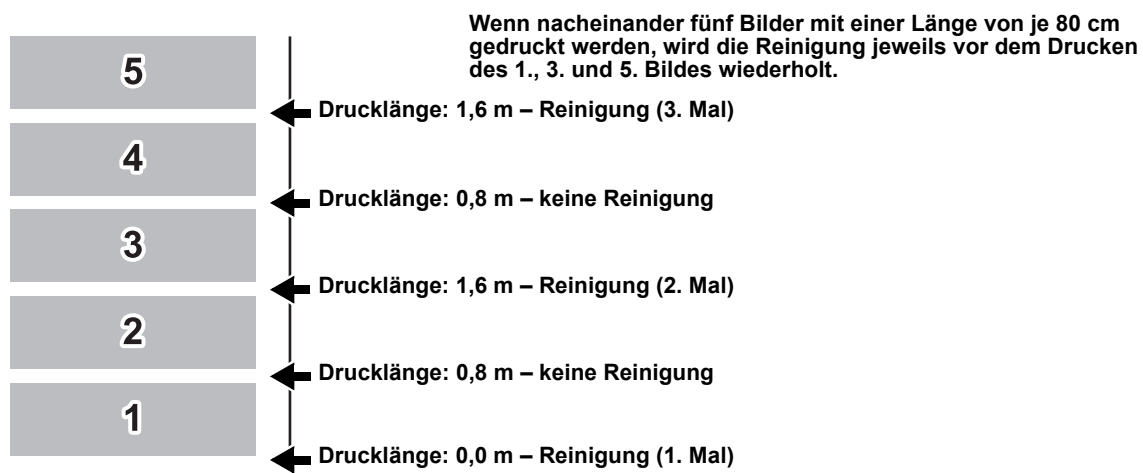 Wenn nacheinander fünf Bilder mit einer Länge von je 80 cm
gedruckt werden, wird die Reinigung jeweils vor dem Drucken
des 1., 3. und 5. Bildes wiederholt.
5
Drucklänge: 1,6 m – Reinigung (3. Mal)
4
Drucklänge: 0,8 m – keine Reinigung
3
Drucklänge: 1,6 m – Reinigung (2. Mal)
2
Drucklänge: 0,8 m – keine Reinigung
1
Drucklänge: 0,0 m – Reinigung (1. Mal)